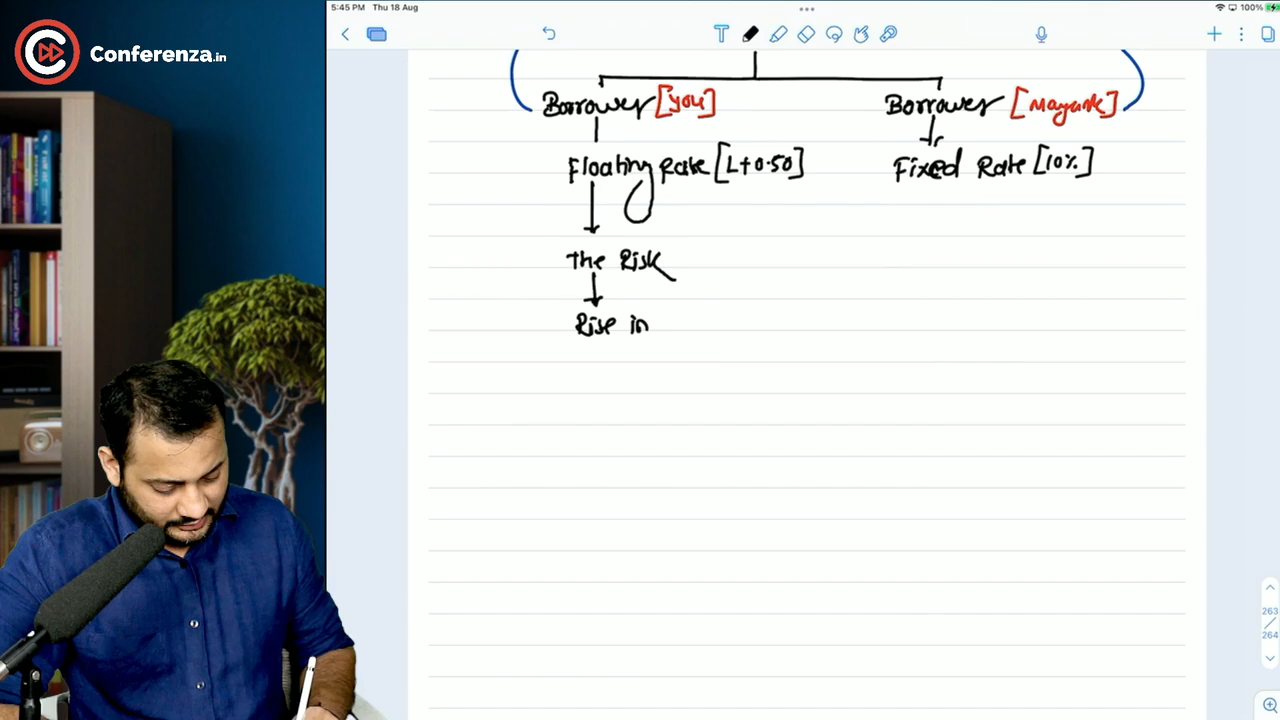 5:45 PM Thu 18 Aug
100%
Conferenza.in
T
Borrower [you]
Borrower [Mayank]
Floating Rate [L+0.50]
Fixed Rate [10%]
The Risk
Rise in
263
264